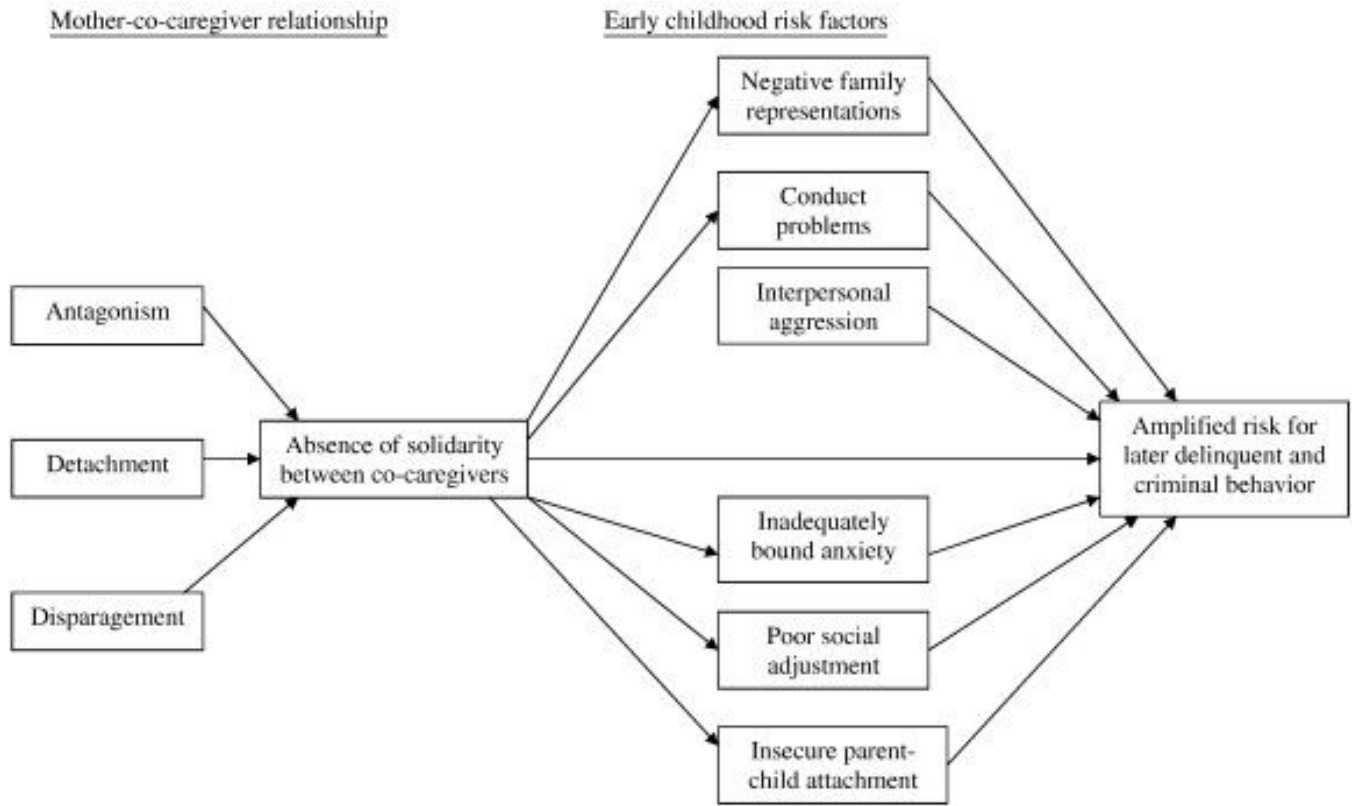 Mother-co-caregiver relationship
Early childhood risk factors
Negative family
representations
Conduct
problems
Interpersonal
aggression
Antagonism
Detachment
Disparagement
Absence of solidarity
between co-caregivers
Amplified risk for
later delinquent and
criminal behavior
Inadequately
bound anxiety
Poor social
adjustment
Insecure parent-
child attachment